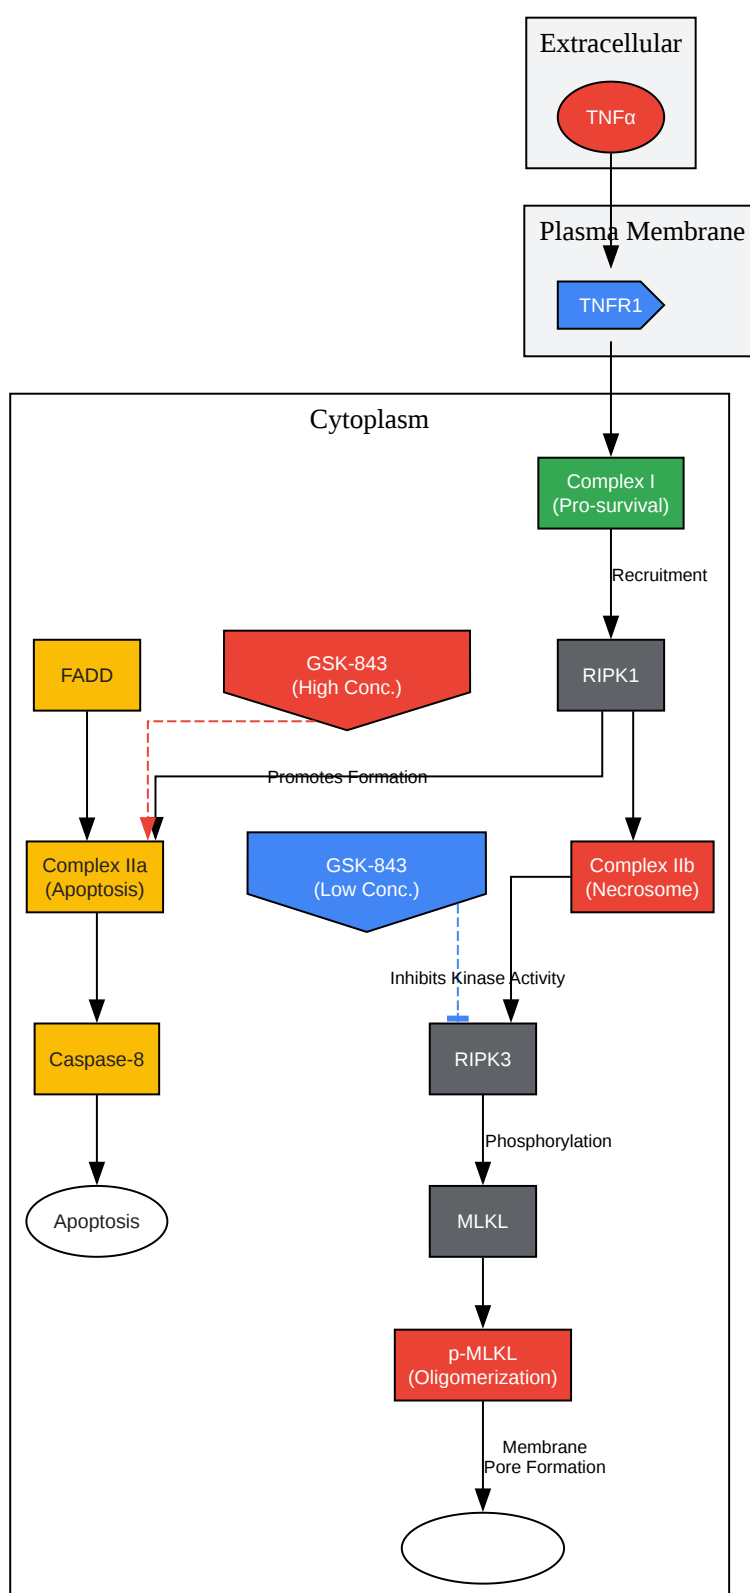 Extracellular
TNFα
Plasma Membrane
TNFR1
Cytoplasm
Complex I
(Pro-survival)
Recruitment
FADD
GSK-843
(High Conc.)
RIPK1
Promotes Formation
Complex IIa
(Apoptosis)
GSK-843
(Low Conc.)
Complex IIb
(Necrosome)
Inhibits Kinase Activity
Caspase-8
RIPK3
Phosphorylation
Apoptosis
MLKL
p-MLKL
(Oligomerization)
Membrane
Pore Formation